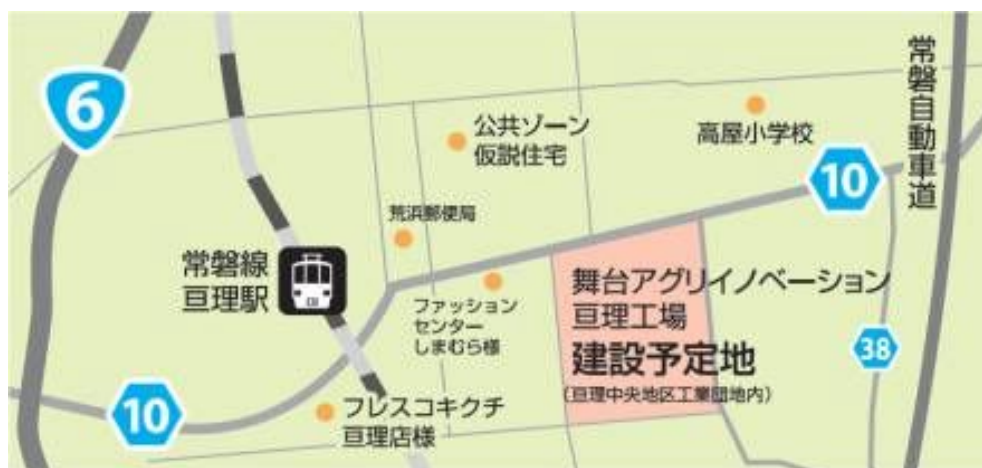 6
公共ゾーン
仮説住宅
高屋小学校
常磐自動車道
10
荒浜郵便局
常磐線
亘理駅
ファッション
センター
しまむら様
舞台アグリイノベーション
亘理工場
建設予定地
（亘理中央地区工業団地内）
38
10
フレスコキクチ
亘理店様